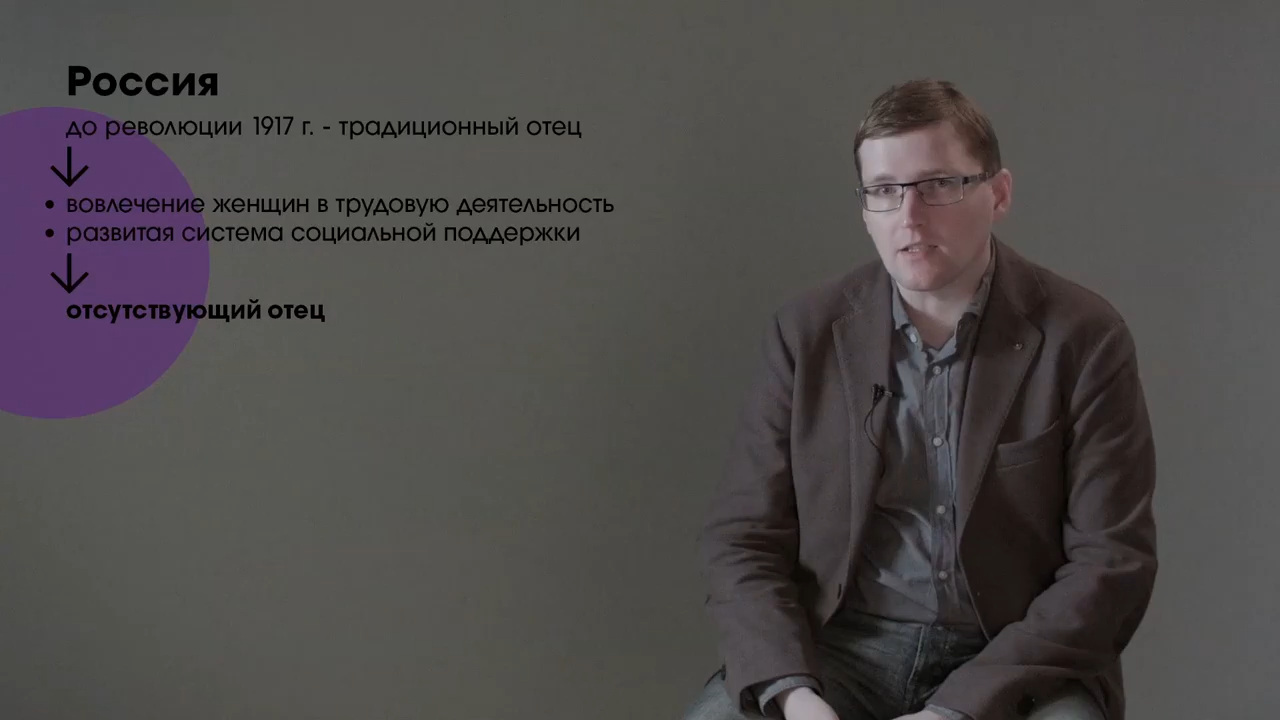 Россия
до революции 1917 г. - традиционный отец
• вовлечение женщин в трудовую деятельность
• развитая система социальной поддержки
отсутствующий отец